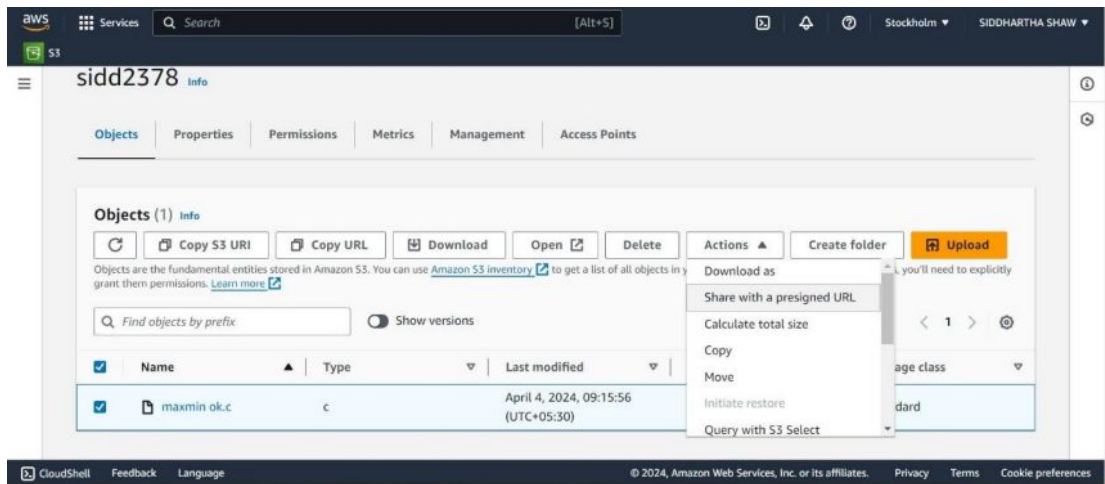 aws Services Search [Alt+S] Stockholm ▼ SIDDHARTHA SHAW ▼
S3
sidd2378 Info
Objects Properties Permissions Metrics Management Access Points
Objects (1) Info
Copy S3 URI Copy URL Download Open Delete Actions ▲ Create folder Upload
Objects are the fundamental entities stored in Amazon S3. You can use Amazon S3 inventory to get a list of all objects in y
, you'll need to explicitly
grant them permissions. Learn more
Download as
Share with a presigned URL
Calculate total size
Copy
Move
Initiate restore
Query with S3 Select
Find objects by prefix Show versions < 1 >
Name ▲ Type Last modified age class
maxmin ok.c c April 4, 2024, 09:15:56 dard
(UTC+05:30)
CloudShell Feedback Language © 2024, Amazon Web Services, Inc. or its affiliates. Privacy Terms Cookie preferences